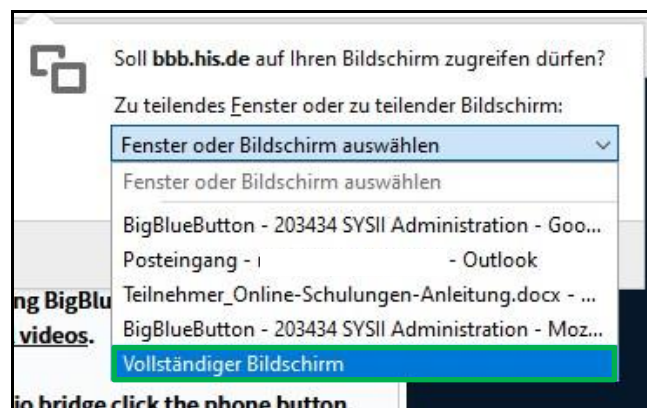 Soll bbb.his.de auf Ihren Bildschirm zugreifen dürfen?
Zu teilendes Fenster oder zu teilender Bildschirm:
Fenster oder Bildschirm auswählen
Fenster oder Bildschirm auswählen
BigBlueButton - 203434 SYSII Administration - Goo...
Posteingang - - Outlook
Teilnehmer_Online-Schulungen-Anleitung.docx - ...
ng BigBlu
BigBlueButton - 203434 SYSII Administration - Moz...
videos.
Vollständiger Bildschirm
io bridge click the phone button